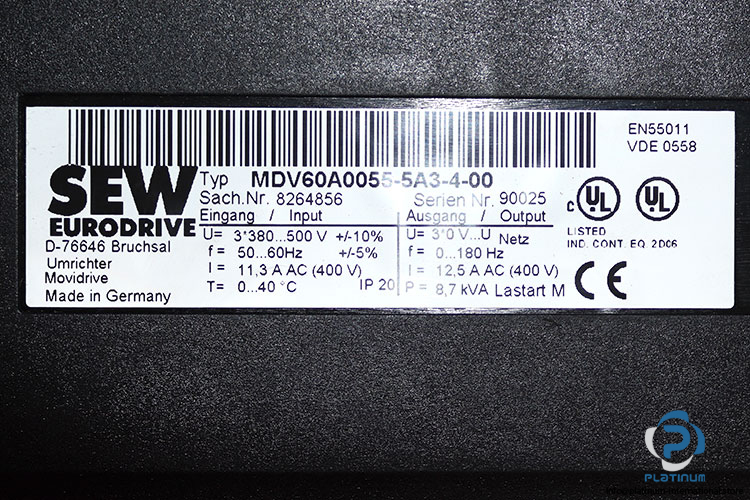 EN55011
VDE 0558
SEW
EURODRIVE
D-76646 Bruchsal
Umrichter
Movidrive
Made in Germany
Typ MDV60A0055-5A3-4-00
Sach.Nr. 8264856 Serien Nr. 90025
Eingang / Input Ausgang / Output
U= 3*380...500 V +/-10% U= 3*0 V...U Netz
f = 50...60Hz +/-5% f = 0...180 Hz
I = 11,3 A AC (400 V) I = 12,5 A AC (400 V)
T= 0...40 °C IP 20 P = 8,7 kVA Lastart M
c UL UL
LISTED
IND. CONT. EQ. 2D06
CE
P
PLATINUM